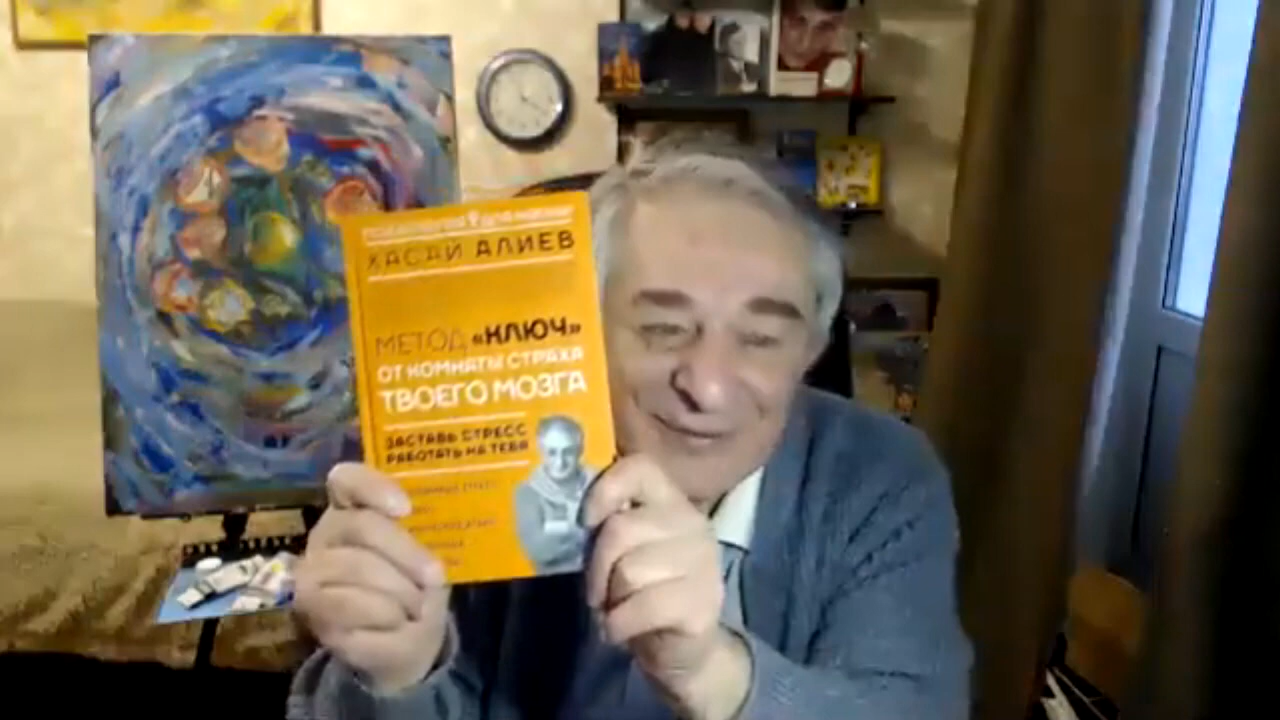 ХАСАЙ АЛИЕВ
МЕТОД «КЛЮЧ»
ОТ КОМНАТЫ СТРАХА
ТВОЕГО МОЗГА
ЗАСТАВЬ СТРЕСС
РАБОТАТЬ НА ТЕБЯ